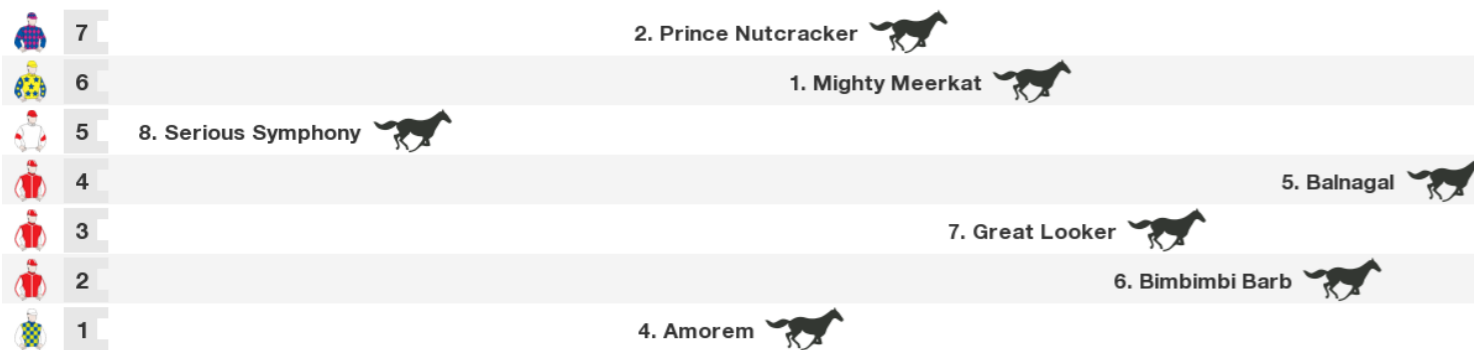 7 2. Prince Nutcracker
6 1. Mighty Meerkat
5 8. Serious Symphony
4 5. Balnagal
3 7. Great Looker
2 6. Bimbimbi Barb
1 4. Amorem